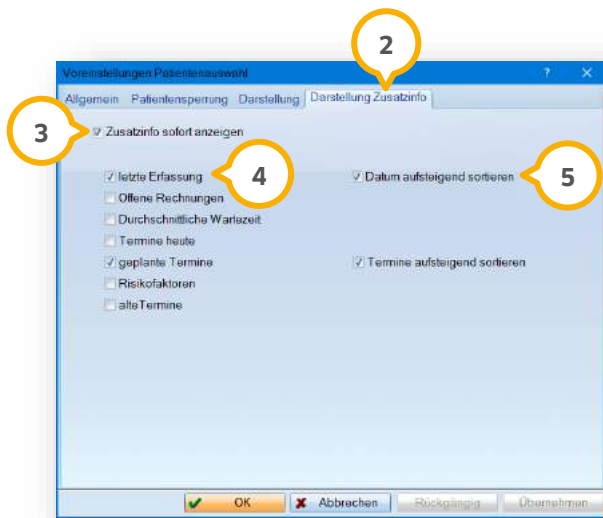 2
Voreinstellungen Patientenauswahl ? ✕
Allgemein Patientensperrung Darstellung Darstellung Zusatzinfo
3 Zusatzinfo sofort anzeigen
letzte Erfassung 4 Datum aufsteigend sortieren 5
Offene Rechnungen
Durchschnittliche Wartezeit
Termine heute
geplante Termine Termine aufsteigend sortieren
Risikofaktoren
alte Termine
OK Abbrechen Rückgängig Übernehmen